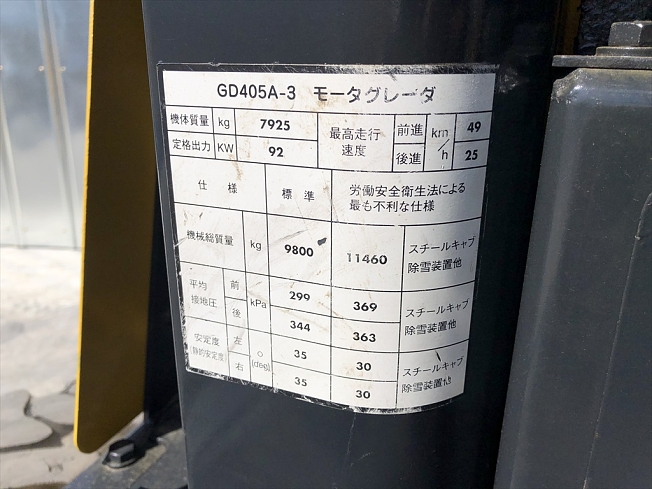 GD405A-3 モータグレーダ
機体質量 kg 7925 最高走行速度 前進 km/h 49
定格出力 KW 92 後進 25
仕様 標準 労働安全衛生法による
最も不利な仕様
機械総質量 kg 9800 11460 スチールキャブ
除雪装置他
平均接地圧 前 kPa 299 369 スチールキャブ
後 344 363 除雪装置他
安定度 (静的安定度) 左 o (deg) 35 30 スチールキャブ
右 35 30 除雪装置他